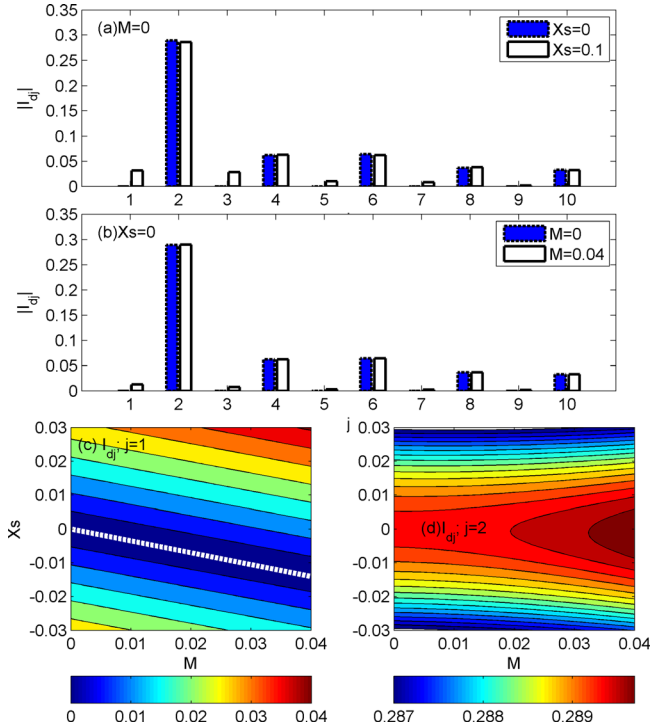 0.35
0.3
0.25
0.2
0.15
0.1
0.05
0
|I_dj|
(a)M=0
Xs=0
Xs=0.1
1 2 3 4 5 6 7 8 9 10
j
0.35
0.3
0.25
0.2
0.15
0.1
0.05
0
|I_dj|
(b)Xs=0
M=0
M=0.04
1 2 3 4 5 6 7 8 9 10
j
0.03
0.02
0.01
0
-0.01
-0.02
-0.03
Xs
(c) I_dj; j=1
0 0.01 0.02 0.03 0.04
M
0 0.01 0.02 0.03 0.04
0.03
0.02
0.01
0
-0.01
-0.02
-0.03
(d)I_dj; j=2
0 0.01 0.02 0.03 0.04
M
0.287 0.288 0.289